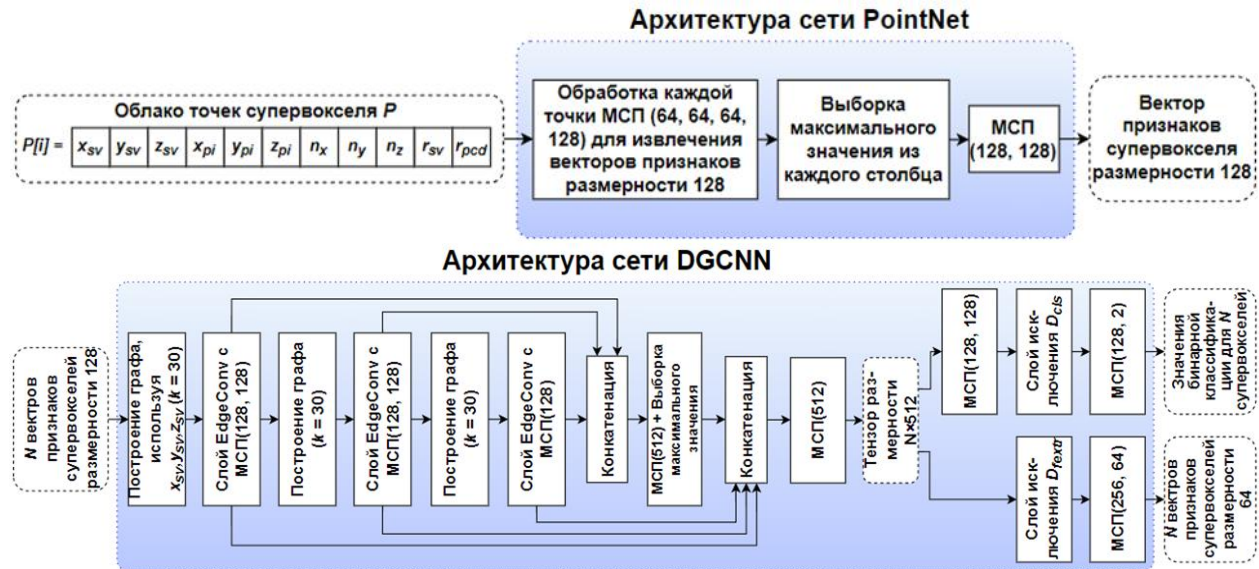 Архитектура сети PointNet
Облако точек супервокселя P
P[i] = x_sv y_sv z_sv x_pi y_pi z_pi n_x n_y n_z r_sv r_pcd
Обработка каждой
точки МСП (64, 64, 64,
128) для извлечения
векторов признаков
размерности 128
Выборка
максимального
значения из
каждого столбца
МСП
(128, 128)
Вектор
признаков
супервокселя
размерности 128
Архитектура сети DGCNN
N векторов
признаков
супервокселей
размерности 128
Построение графа,
используя
x_sv, y_sv, z_sv (k = 30)
Слой EdgeConv с
МСП(128, 128)
Построение графа
(k = 30)
Слой EdgeConv с
МСП(128, 128)
Построение графа
(k = 30)
Слой EdgeConv с
МСП(128)
Конкатенация
МСП(512) + Выборка
максимального
значения
Конкатенация
МСП(512)
Тензор раз-
мерности
N×512
МСП(128, 128)
Слой иск-
лючения D_cls
МСП(128, 2)
Значения
бинарной
классифика-
ции для N
супервокселей
Слой иск-
лючения D_fextr
МСП(256, 64)
N векторов
признаков
супервокселей
размерности
64